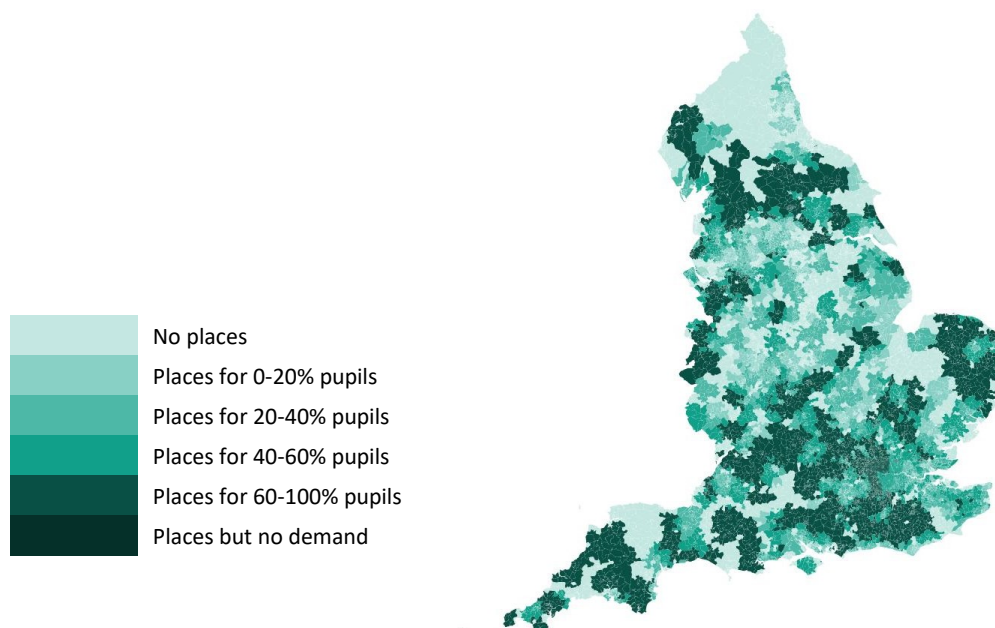 No places
Places for 0-20% pupils
Places for 20-40% pupils
Places for 40-60% pupils
Places for 60-100% pupils
Places but no demand